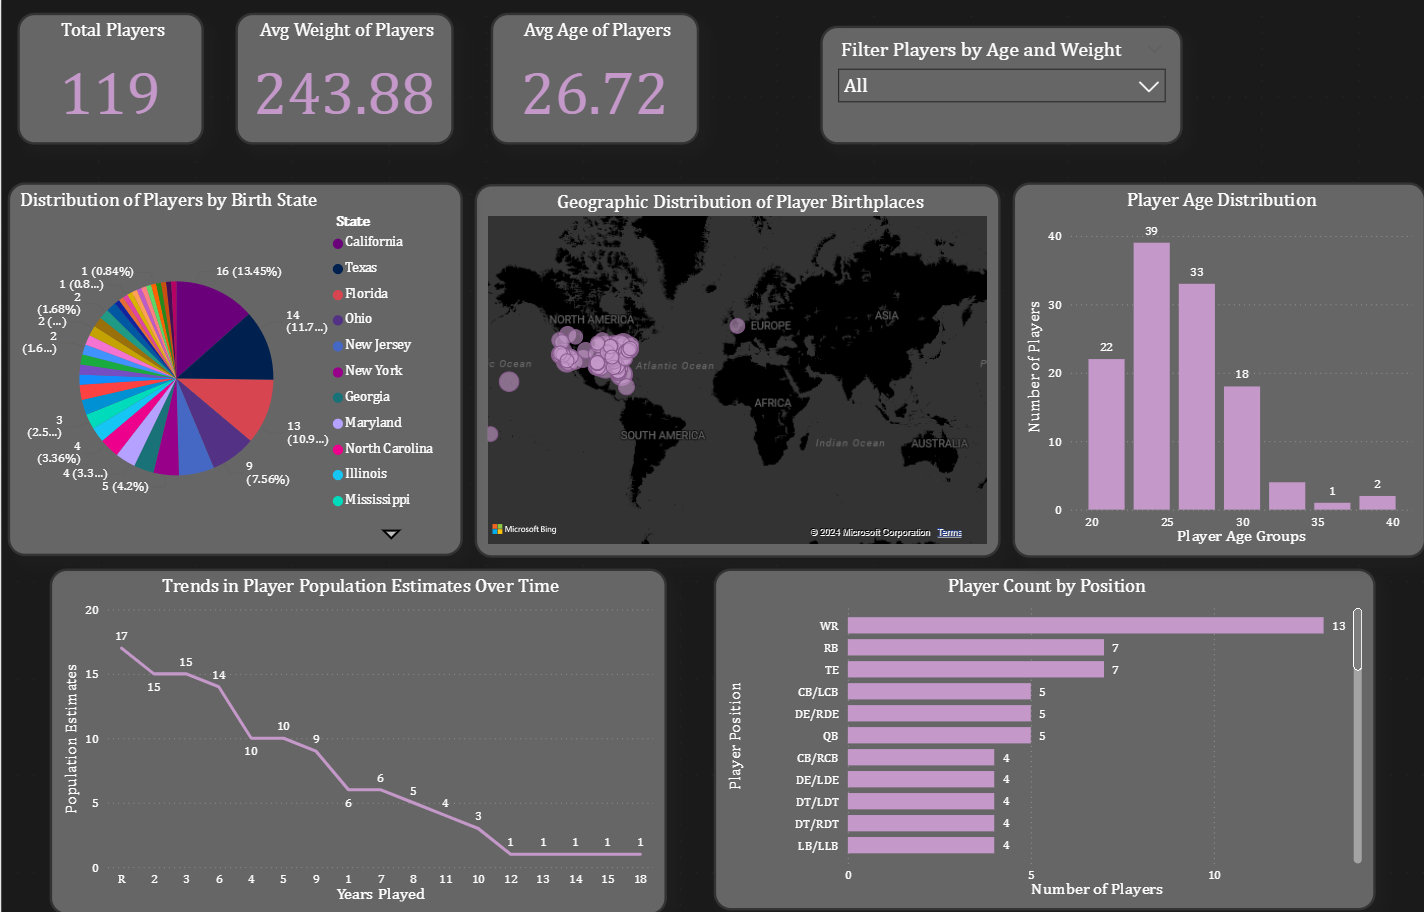 Total Players
119
Avg Weight of Players
243.88
Avg Age of Players
26.72
Filter Players by Age and Weight
All
Distribution of Players by Birth State
State
California
Texas
Florida
Ohio
New Jersey
New York
Georgia
Maryland
North Carolina
Illinois
Mississippi
16 (13.45%)
14
(11.7...)
13
(10.9...)
9
(7.56%)
5 (4.2%)
4 (3.3...)
4
(3.36%)
3
(2.5...)
2
(1.6...)
2 (...)
2
(1.68%)
1 (0.8...)
1 (0.84%)
Geographic Distribution of Player Birthplaces
NORTH AMERICA
EUROPE
ASIA
c Ocean
Atlantic Ocean
P
AFRICA
SOUTH AMERICA
Indian Ocean
AUSTRALIA
Microsoft Bing
© 2024 Microsoft Corporation Terms
Player Age Distribution
Number of Players
40
30
20
10
0
22
39
33
18
1
2
20 25 30 35 40
Player Age Groups
Trends in Player Population Estimates Over Time
Population Estimates
20
15
10
5
0
17
15
15
14
10
10
9
6
6
5
4
3
1
1
1
1
1
R 2 3 6 4 5 9 1 7 8 11 10 12 13 14 15 18
Years Played
Player Count by Position
Player Position
WR 13
RB 7
TE 7
CB/LCB 5
DE/RDE 5
QB 5
CB/RCB 4
DE/LDE 4
DT/LDT 4
DT/RDT 4
LB/LLB 4
0 5 10
Number of Players